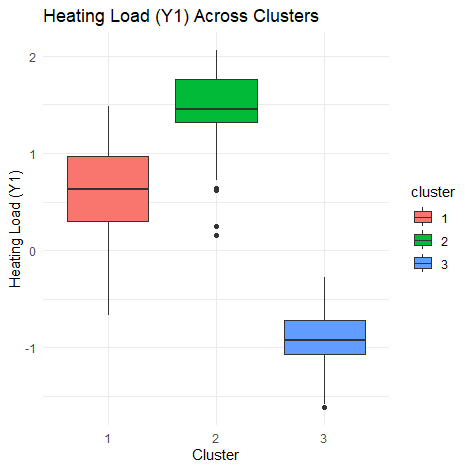 Heating Load (Y1) Across Clusters
Heating Load (Y1)
2
1
0
-1
1
2
3
Cluster
cluster
1
2
3